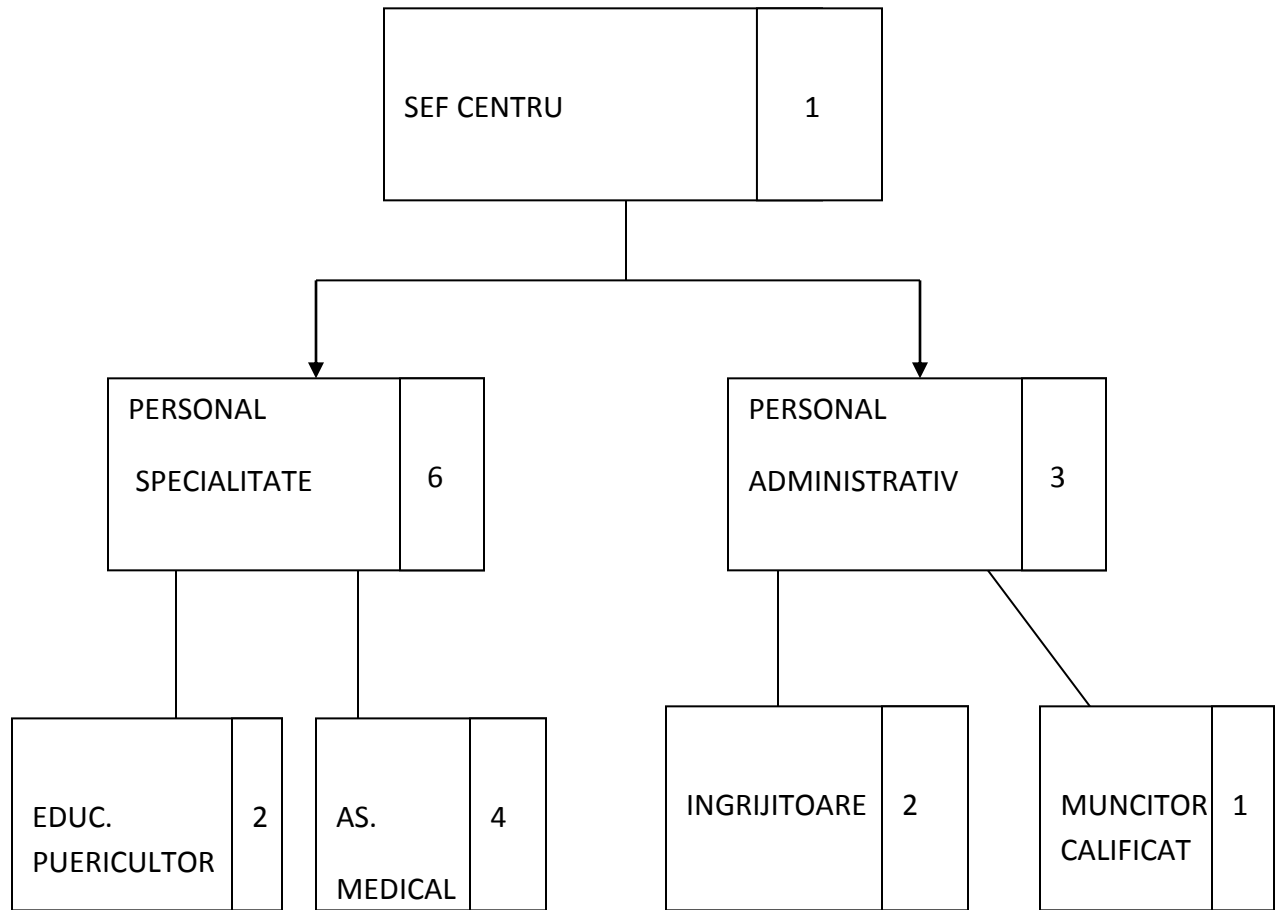 SEF CENTRU
1
PERSONAL
SPECIALITATE
6
PERSONAL
ADMINISTRATIV
3
EDUC.
PUERICULTOR
2
AS.
MEDICAL
4
INGRIJITOARE
2
MUNCITOR
CALIFICAT
1